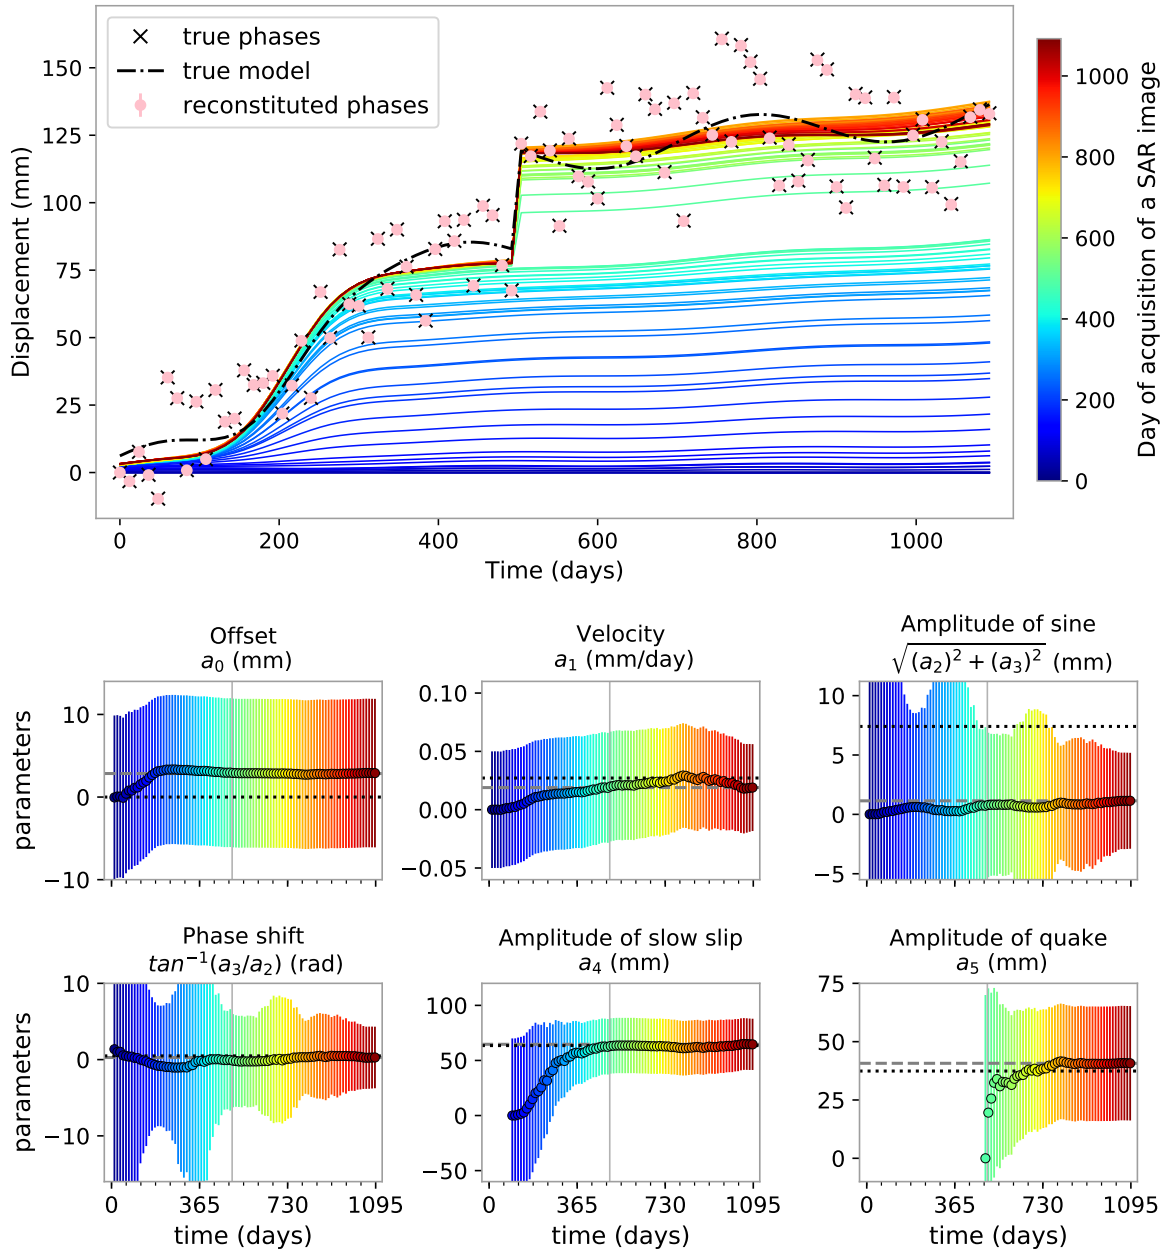 true phases
true model
reconstituted phases
Displacement (mm)
150
125
100
75
50
25
0
0 200 400 600 800 1000
Time (days)
1000
800
600
400
200
0
Day of acquisition of a SAR image
Offset
a₀ (mm)
Velocity
a₁ (mm/day)
Amplitude of sine
√(a₂)² + (a₃)² (mm)
parameters
10
0
−10
0.10
0.05
0.00
−0.05
10
5
0
−5
Phase shift
tan⁻¹(a₃/a₂) (rad)
Amplitude of slow slip
a₄ (mm)
Amplitude of quake
a₅ (mm)
parameters
10
0
−10
100
50
0
−50
75
50
25
0
0 365 730 1095
0 365 730 1095
0 365 730 1095
time (days)
time (days)
time (days)